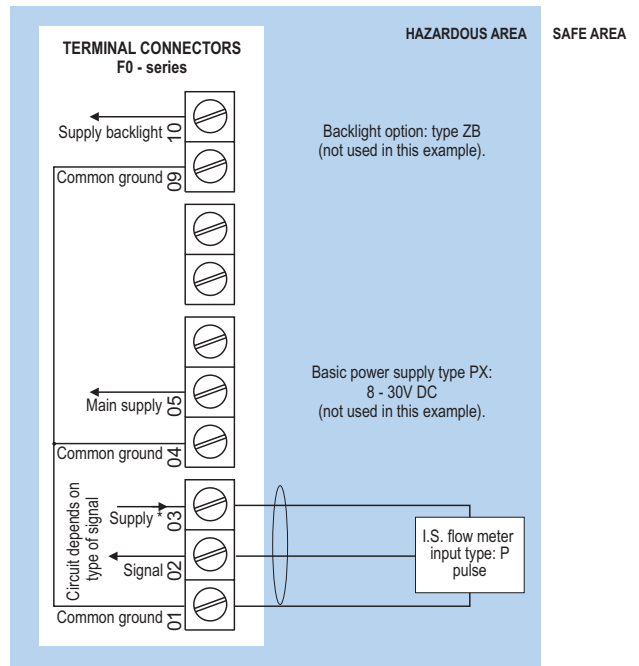 HAZARDOUS AREA
SAFE AREA
TERMINAL CONNECTORS
F0 - series
Supply backlight
10
Common ground
09
Backlight option: type ZB
(not used in this example).
Main supply
05
Common ground
04
Basic power supply type PX:
8 - 30V DC
(not used in this example).
Circuit depends on
type of signal
Supply *
03
Signal
02
Common ground
01
I.S. flow meter
input type: P
pulse